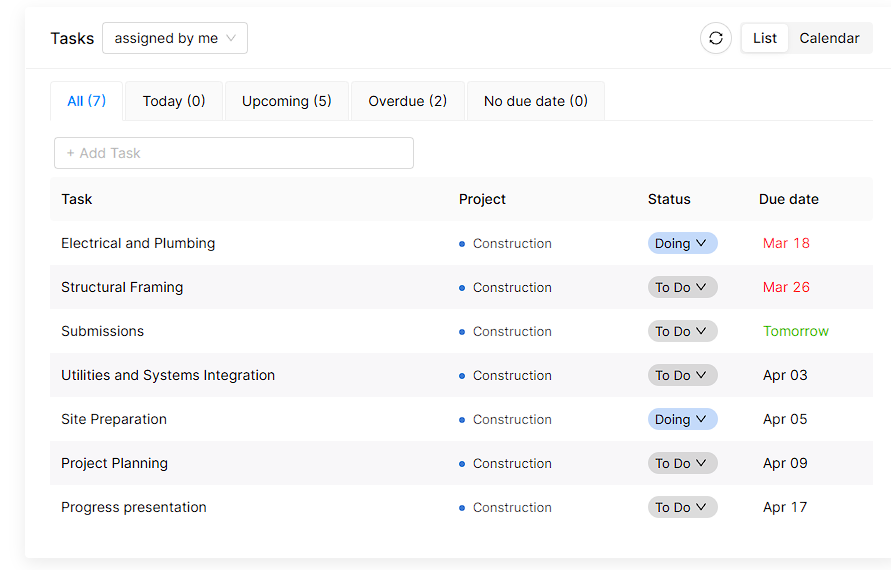 Tasks assigned by me List Calendar
All (7) Today (0) Upcoming (5) Overdue (2) No due date (0)
+ Add Task
Task Project Status Due date
Electrical and Plumbing Construction Doing Mar 18
Structural Framing Construction To Do Mar 26
Submissions Construction To Do Tomorrow
Utilities and Systems Integration Construction To Do Apr 03
Site Preparation Construction Doing Apr 05
Project Planning Construction To Do Apr 09
Progress presentation Construction To Do Apr 17